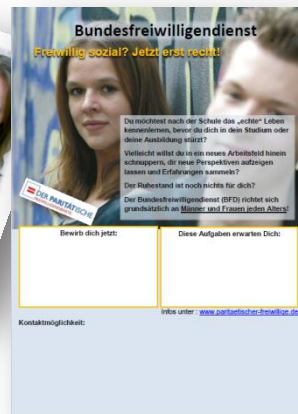 Bundesfreiwilligendienst
Freiwillig sozial? Jetzt erst recht!
Du möchtest nach der Schule das „echte“ Leben
kennenlernen, bevor du dich in dein Studium oder
deine Ausbildung stürzt?
Vielleicht willst du in ein neues Arbeitsfeld hinein
schnuppern, dir neue Perspektiven aufzeigen
lassen und Erfahrungen sammeln?
Der Ruhestand ist noch nichts für dich?
Der Bundesfreiwilligendienst (BFD) richtet sich
grundsätzlich an Männer und Frauen jeden Alters!
DER PARITÄTISCHE
Bewirb dich jetzt:
Diese Aufgaben erwarten Dich:
Infos unter : www.paritaetischer-freiwillige.de
Kontaktmöglichkeit: